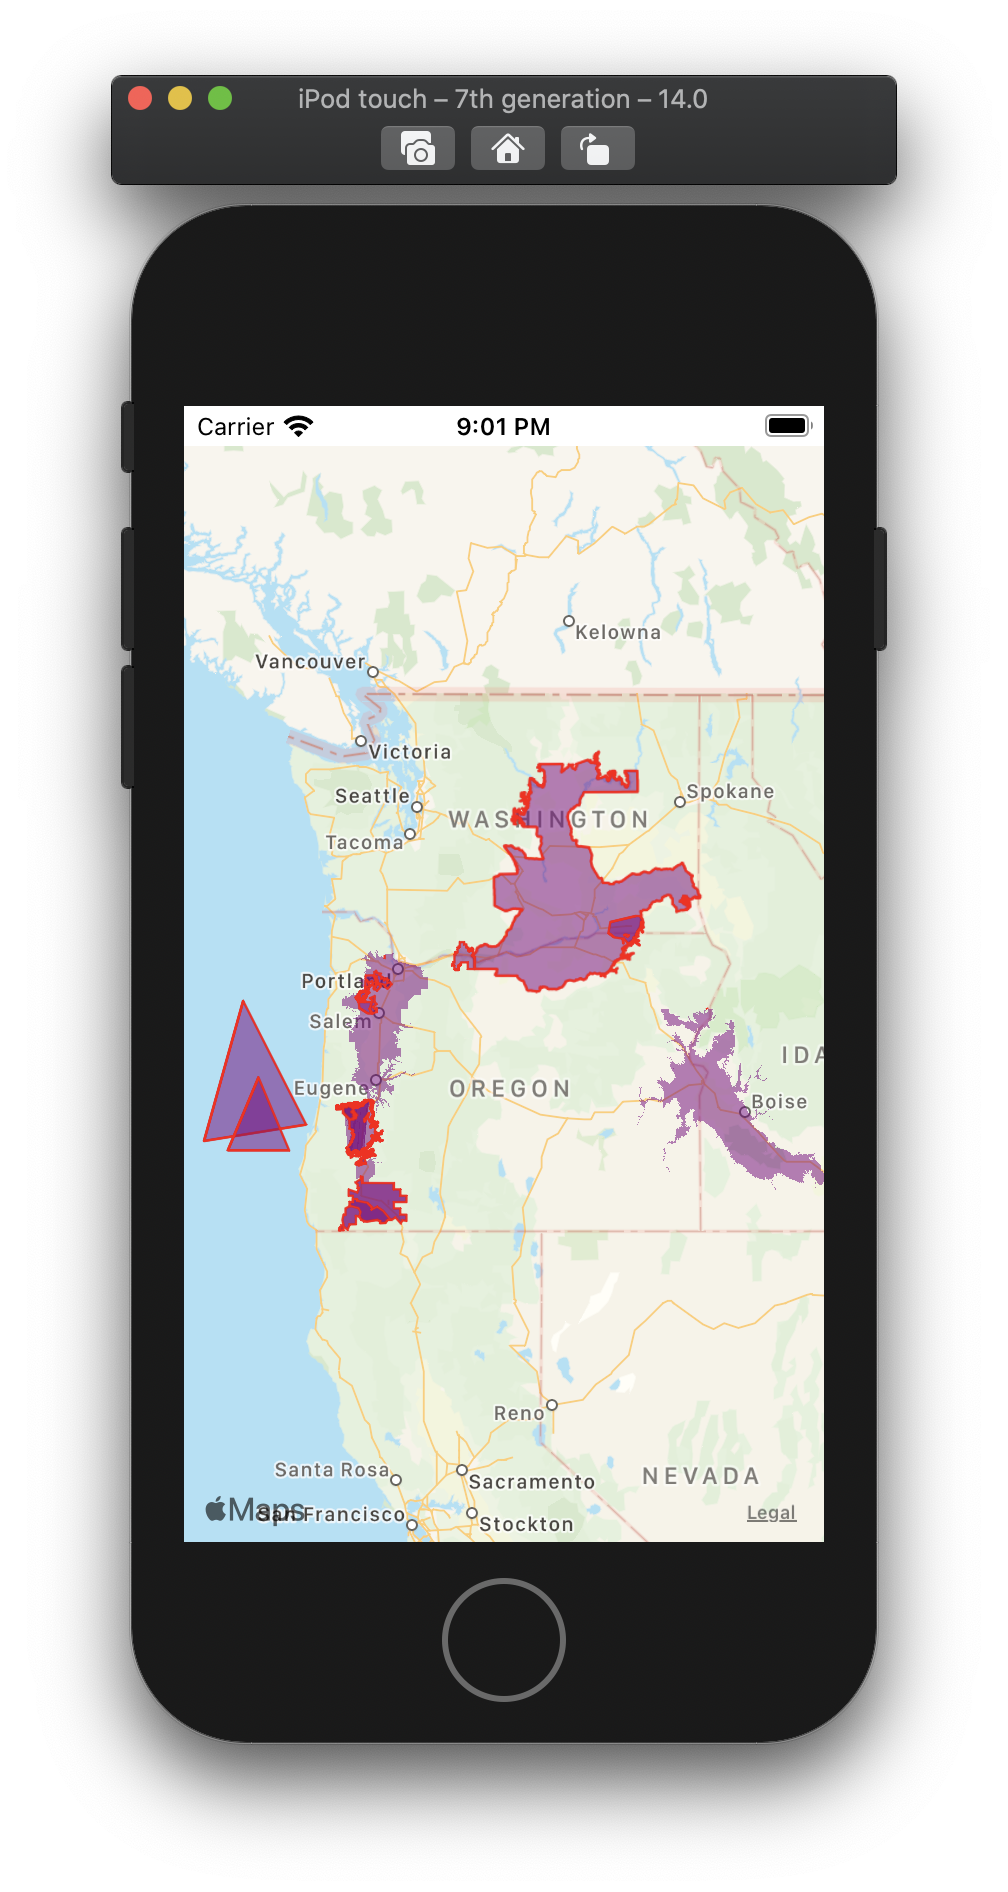 iPod touch – 7th generation – 14.0
Carrier
9:01 PM
Kelowna
Vancouver
Victoria
Spokane
Seattle
WASHINGTON
Tacoma
Portland
Salem
IDA
Eugene
OREGON
Boise
Reno
Santa Rosa
Sacramento
NEVADA
Maps
San Francisco
Legal
Stockton